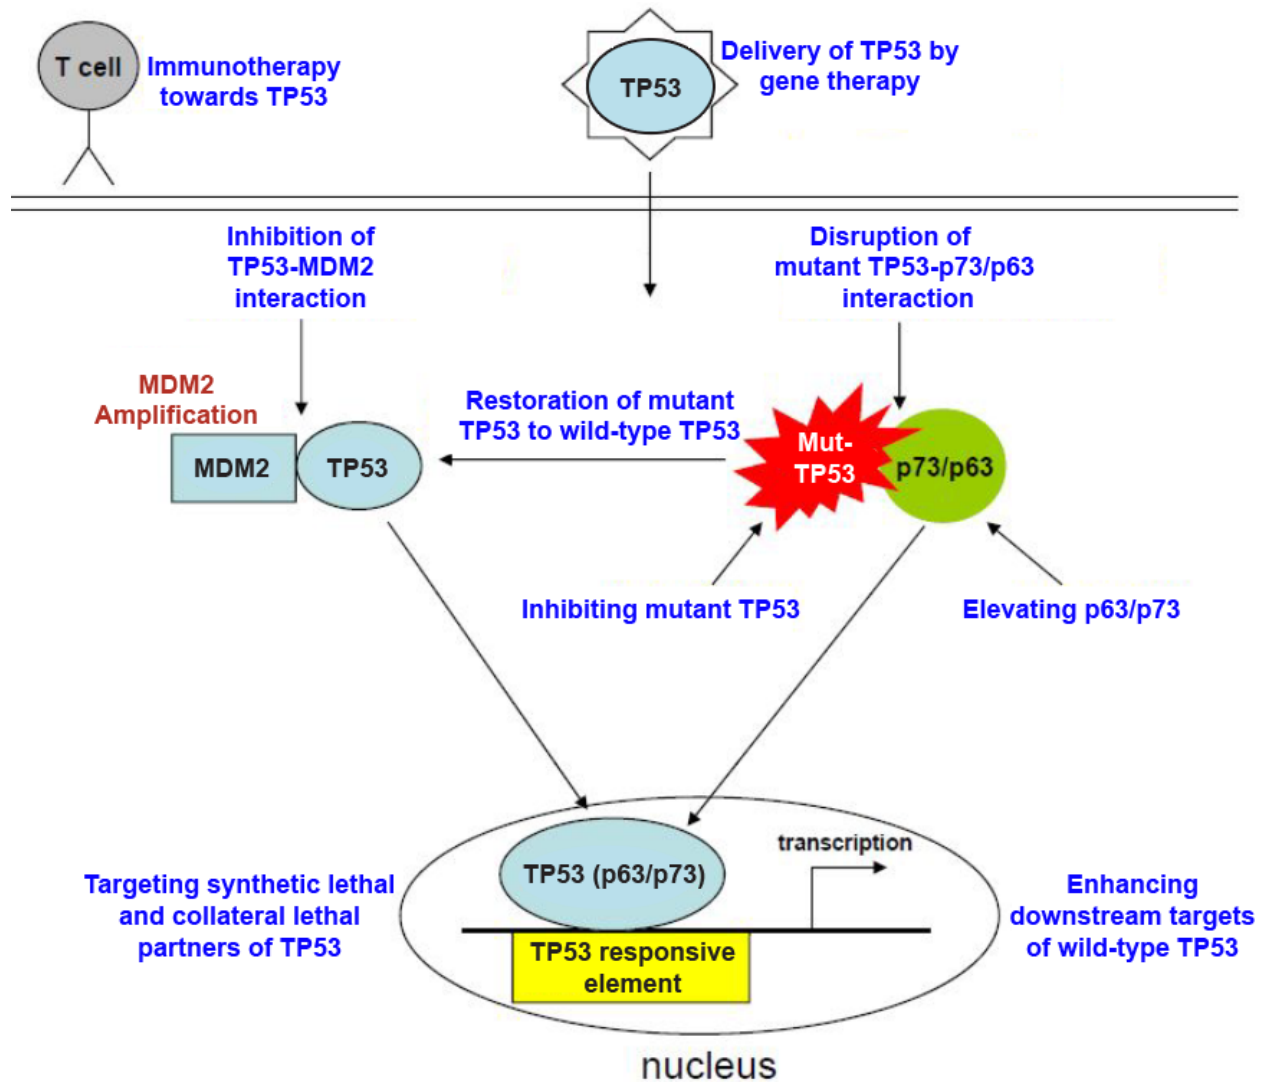 T cell
Immunotherapy
towards TP53
TP53
Delivery of TP53 by
gene therapy
Inhibition of
TP53-MDM2
interaction
Disruption of
mutant TP53-p73/p63
interaction
MDM2
Amplification
Restoration of mutant
TP53 to wild-type TP53
MDM2
TP53
Mut-
TP53
p73/p63
Inhibiting mutant TP53
Elevating p63/p73
Targeting synthetic lethal
and collateral lethal
partners of TP53
TP53 (p63/p73)
transcription
TP53 responsive
element
Enhancing
downstream targets
of wild-type TP53
nucleus